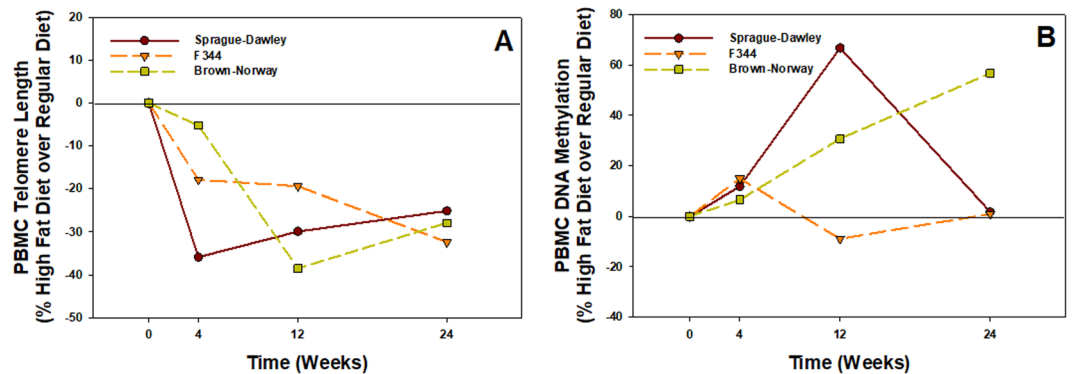 A
Sprague-Dawley
F344
Brown-Norway
20
10
0
-10
-20
-30
-40
-50
PBMC Telomere Length
(% High Fat Diet over Regular Diet)
0
4
12
24
Time (Weeks)
B
Sprague-Dawley
F344
Brown-Norway
80
60
40
20
0
-20
-40
PBMC DNA Methylation
(% High Fat Diet over Regular Diet)
0
4
12
24
Time (Weeks)